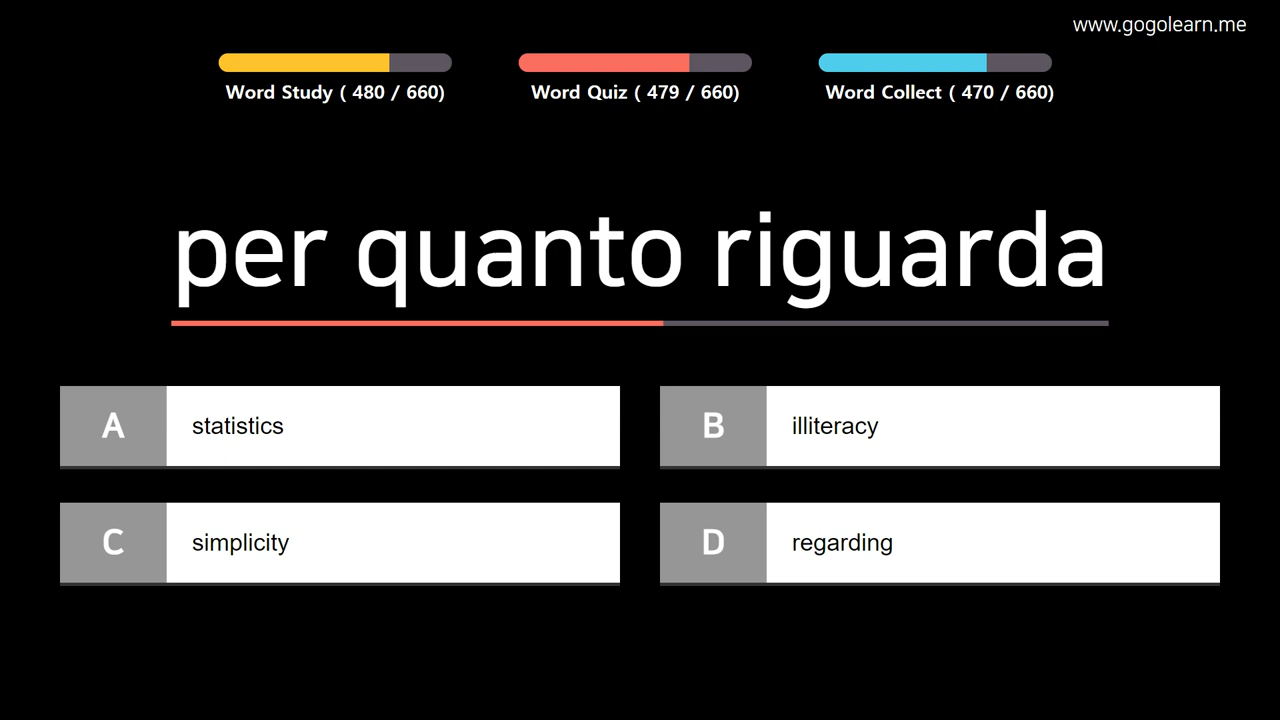 www.gogolearn.me
Word Study ( 480 / 660)
Word Quiz ( 479 / 660)
Word Collect ( 470 / 660)
per quanto riguarda
A statistics
B illiteracy
C simplicity
D regarding